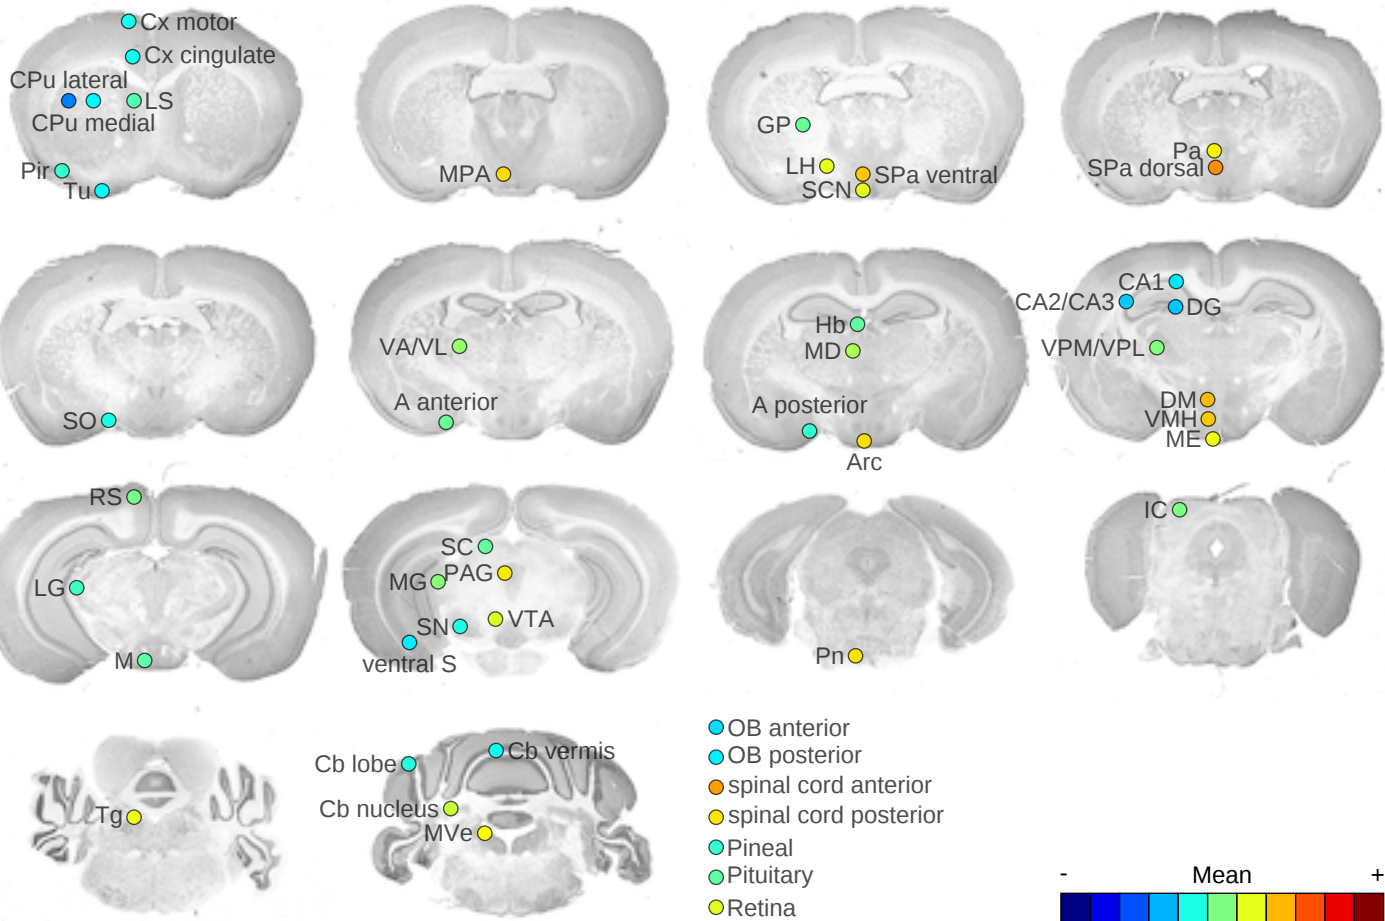 Cx motor
Cx cingulate
CPu lateral
LS
CPu medial
Pir
Tu
MPA
GP
LH
SPa ventral
SCN
Pa
SPa dorsal
SO
VA/VL
A anterior
Hb
MD
A posterior
Arc
CA1
CA2/CA3
DG
VPM/VPL
DM
VMH
ME
RS
LG
M
SC
MG
PAG
SN
VTA
ventral S
Pn
IC
Tg
Cb lobe
Cb vermis
Cb nucleus
MVe
OB anterior
OB posterior
spinal cord anterior
spinal cord posterior
Pineal
Pituitary
Retina
- Mean +